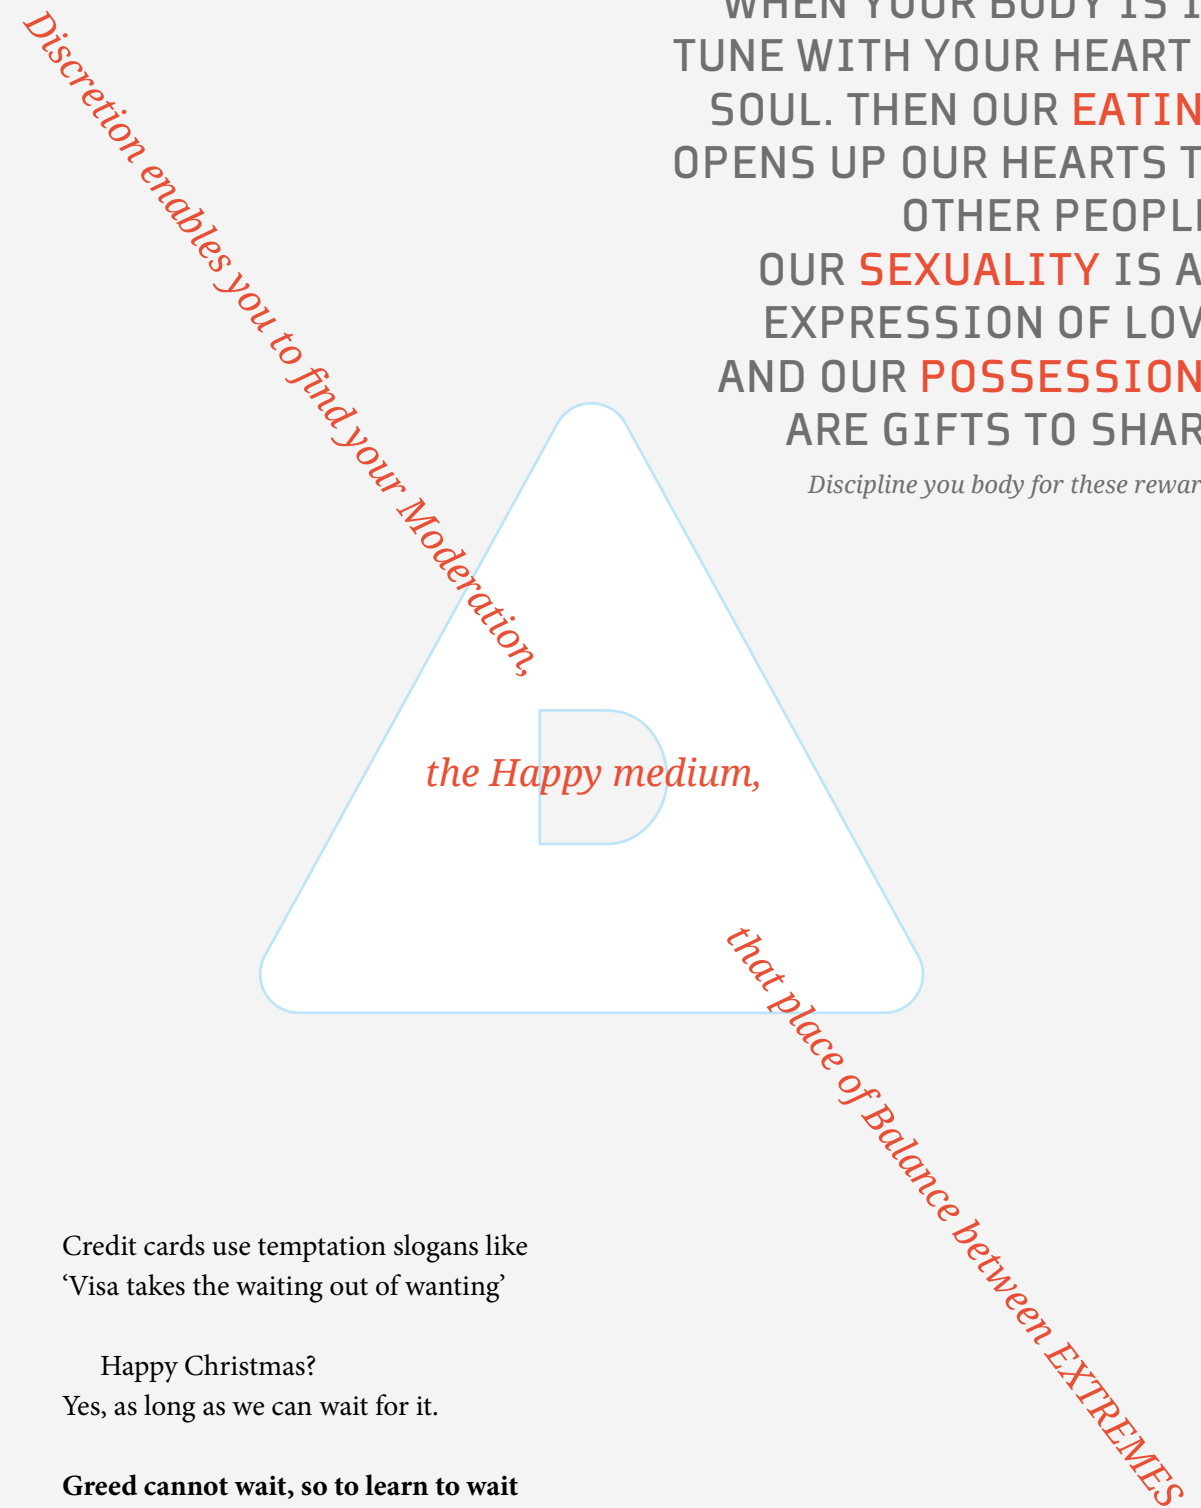 WHEN YOUR BODY IS I
TUNE WITH YOUR HEART
SOUL. THEN OUR EATIN
OPENS UP OUR HEARTS T
OTHER PEOPL
OUR SEXUALITY IS A
EXPRESSION OF LOV
AND OUR POSSESSION
ARE GIFTS TO SHAR
Discipline you body for these rewar
Discretion enables you to find your Moderation,
D
the Happy medium,
that place of Balance between EXTREMES
Credit cards use temptation slogans like
‘Visa takes the waiting out of wanting’
Happy Christmas?
Yes, as long as we can wait for it.
Greed cannot wait, so to learn to wait